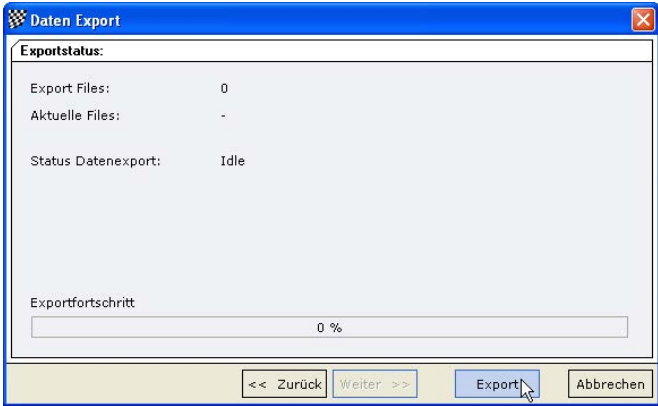 Daten Export
Exportstatus:
Export Files: 0
Aktuelle Files: -
Status Datenexport: Idle
Exportfortschritt
0 %
<< Zurück Weiter >> Export Abbrechen